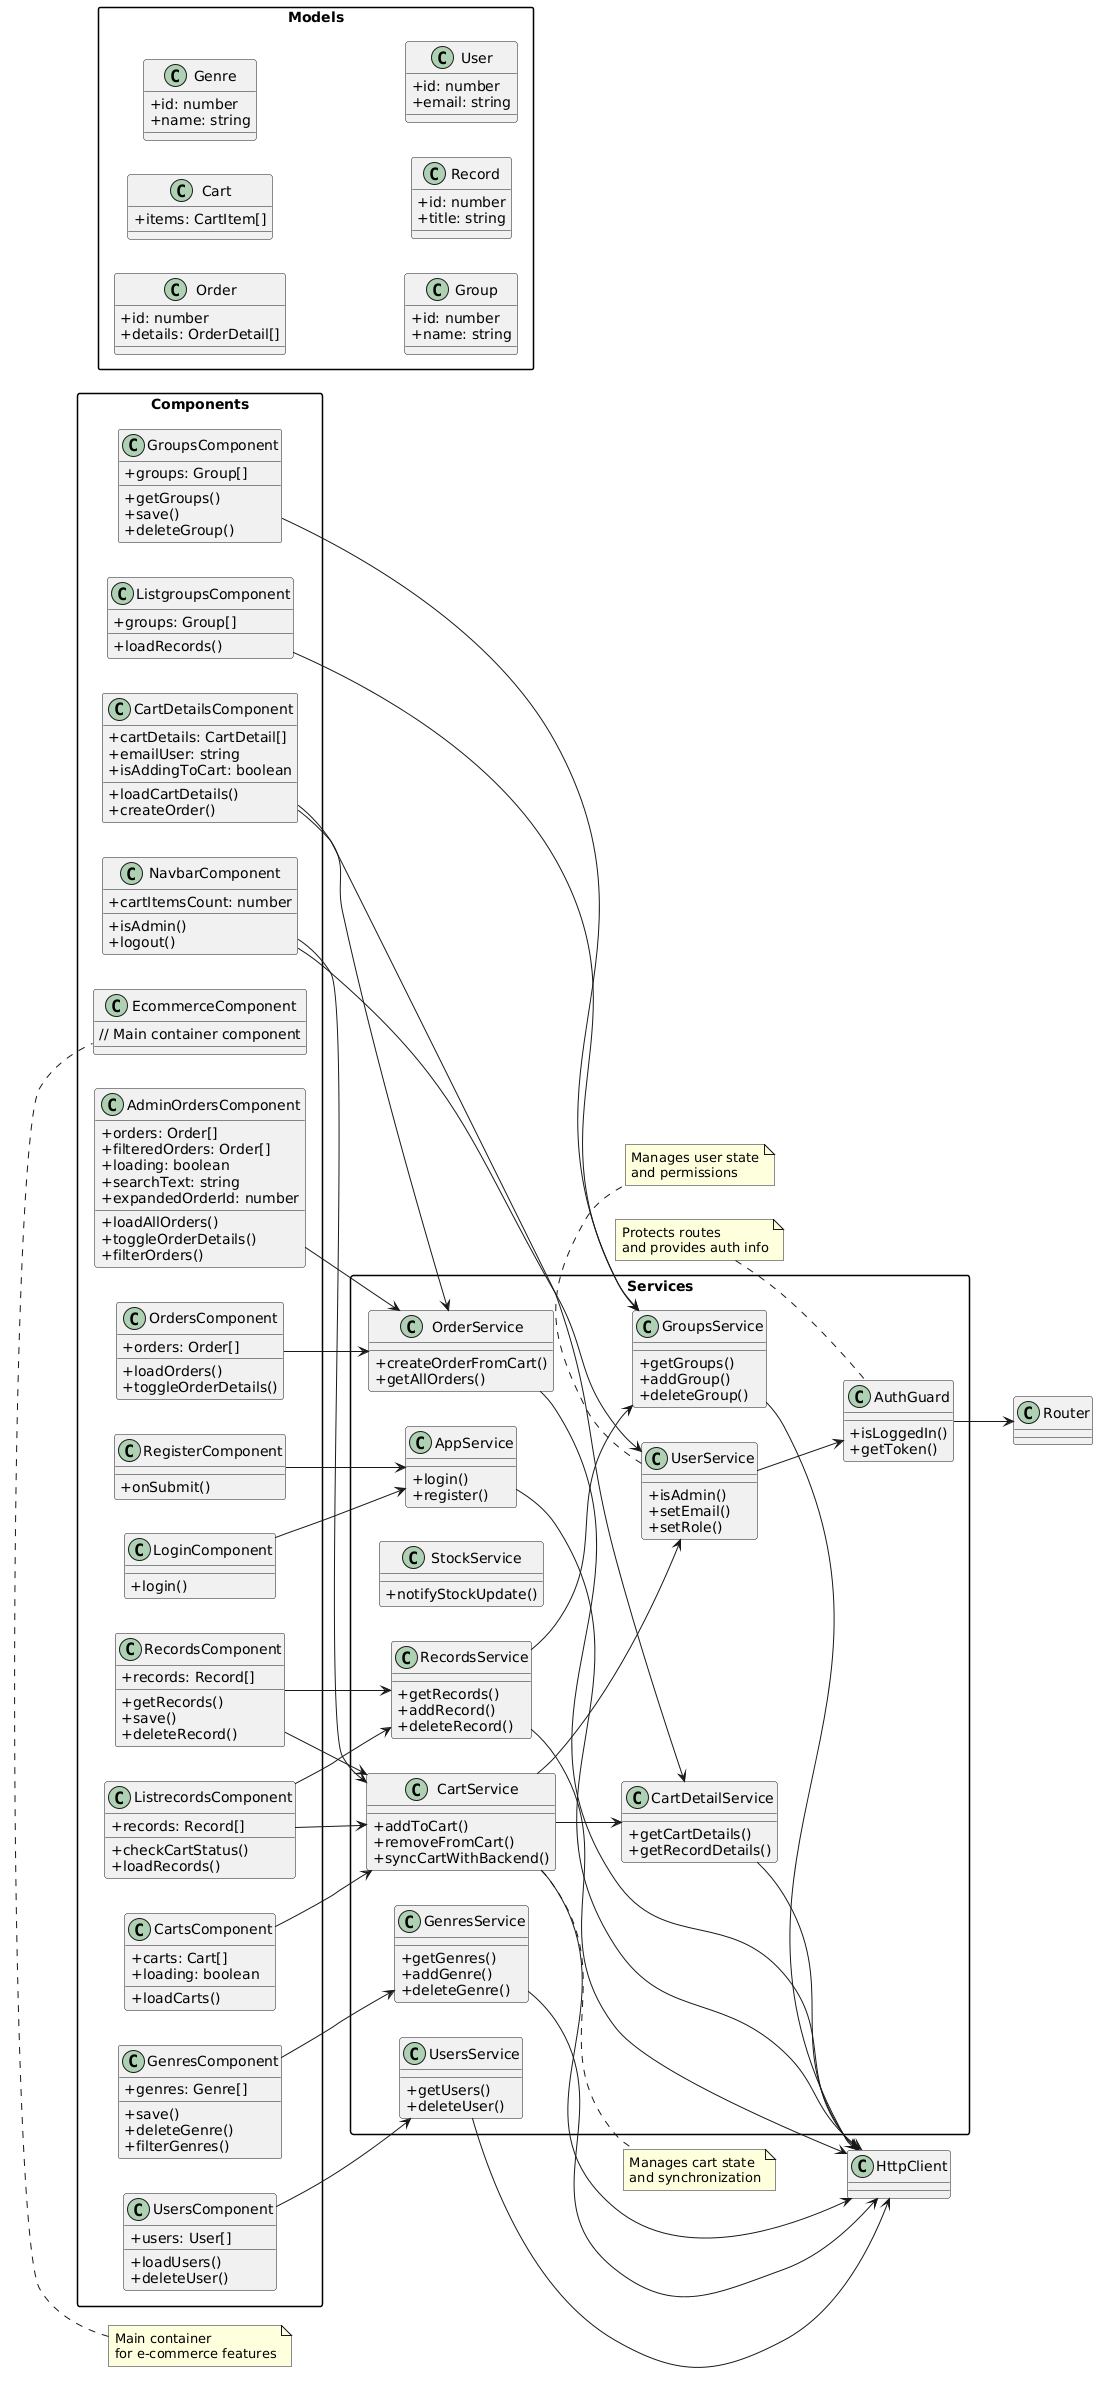 Models
C Genre
+id: number
+name: string
C User
+id: number
+email: string
C Cart
+items: CartItem[]
C Record
+id: number
+title: string
C Order
+id: number
+details: OrderDetail[]
C Group
+id: number
+name: string
Components
C GroupsComponent
+groups: Group[]
+getGroups()
+save()
+deleteGroup()
C ListgroupsComponent
+groups: Group[]
+loadRecords()
C CartDetailsComponent
+cartDetails: CartDetail[]
+emailUser: string
+isAddingToCart: boolean
+loadCartDetails()
+createOrder()
C NavbarComponent
+cartItemsCount: number
+isAdmin()
+logout()
C EcommerceComponent
// Main container component
C AdminOrdersComponent
+orders: Order[]
+filteredOrders: Order[]
+loading: boolean
+searchText: string
+expandedOrderId: number
+loadAllOrders()
+toggleOrderDetails()
+filterOrders()
C OrdersComponent
+orders: Order[]
+loadOrders()
+toggleOrderDetails()
C RegisterComponent
+onSubmit()
C LoginComponent
+login()
C RecordsComponent
+records: Record[]
+getRecords()
+save()
+deleteRecord()
C ListrecordsComponent
+records: Record[]
+checkCartStatus()
+loadRecords()
C CartsComponent
+carts: Cart[]
+loading: boolean
+loadCarts()
C GenresComponent
+genres: Genre[]
+save()
+deleteGenre()
+filterGenres()
C UsersComponent
+users: User[]
+loadUsers()
+deleteUser()
Main container
for e-commerce features
Manages user state
and permissions
Protects routes
and provides auth info
Services
C OrderService
+createOrderFromCart()
+getAllOrders()
C AppService
+login()
+register()
C StockService
+notifyStockUpdate()
C RecordsService
+getRecords()
+addRecord()
+deleteRecord()
C CartService
+addToCart()
+removeFromCart()
+syncCartWithBackend()
C GenresService
+getGenres()
+addGenre()
+deleteGenre()
C UsersService
+getUsers()
+deleteUser()
C GroupsService
+getGroups()
+addGroup()
+deleteGroup()
C UserService
+isAdmin()
+setEmail()
+setRole()
C CartDetailService
+getCartDetails()
+getRecordDetails()
C AuthGuard
+isLoggedIn()
+getToken()
C Router
Manages cart state
and synchronization
C HttpClient